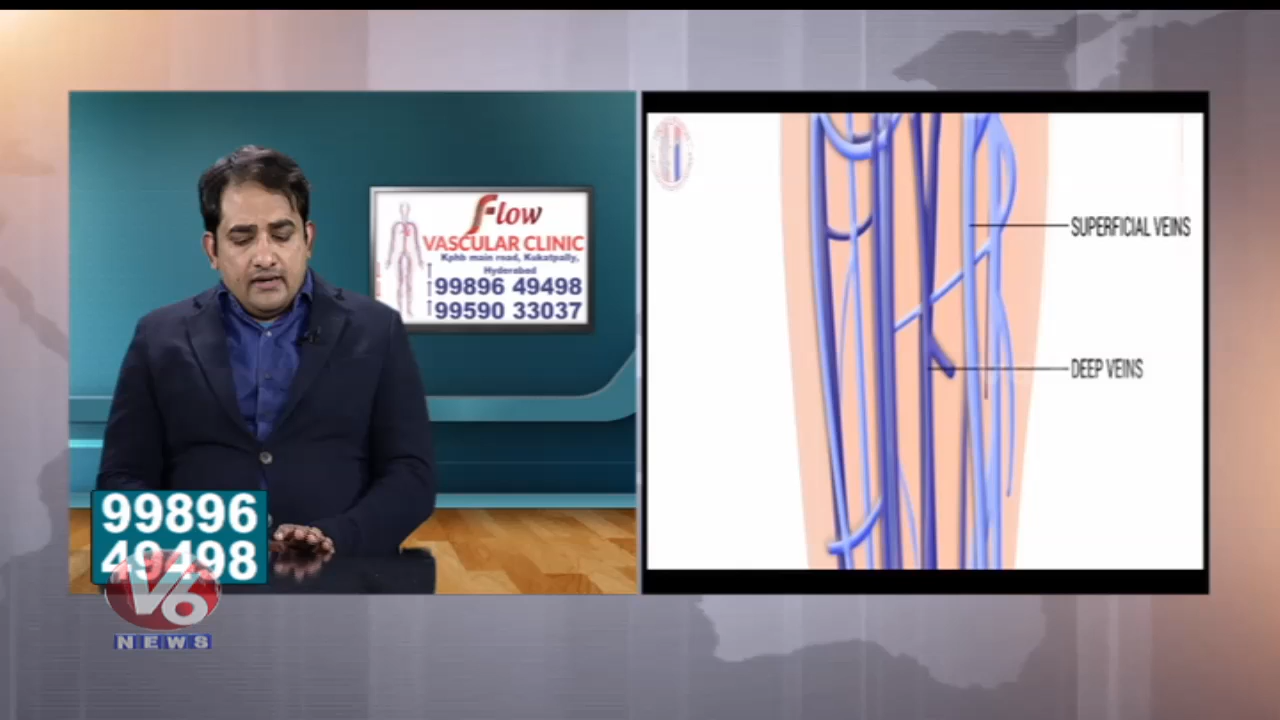 Flow
VASCULAR CLINIC
Kphb main road, Kukatpally,
Hyderabad
99896 49498
99590 33037
99896
49498
V6
NEWS
SUPERFICIAL VEINS
DEEP VEINS